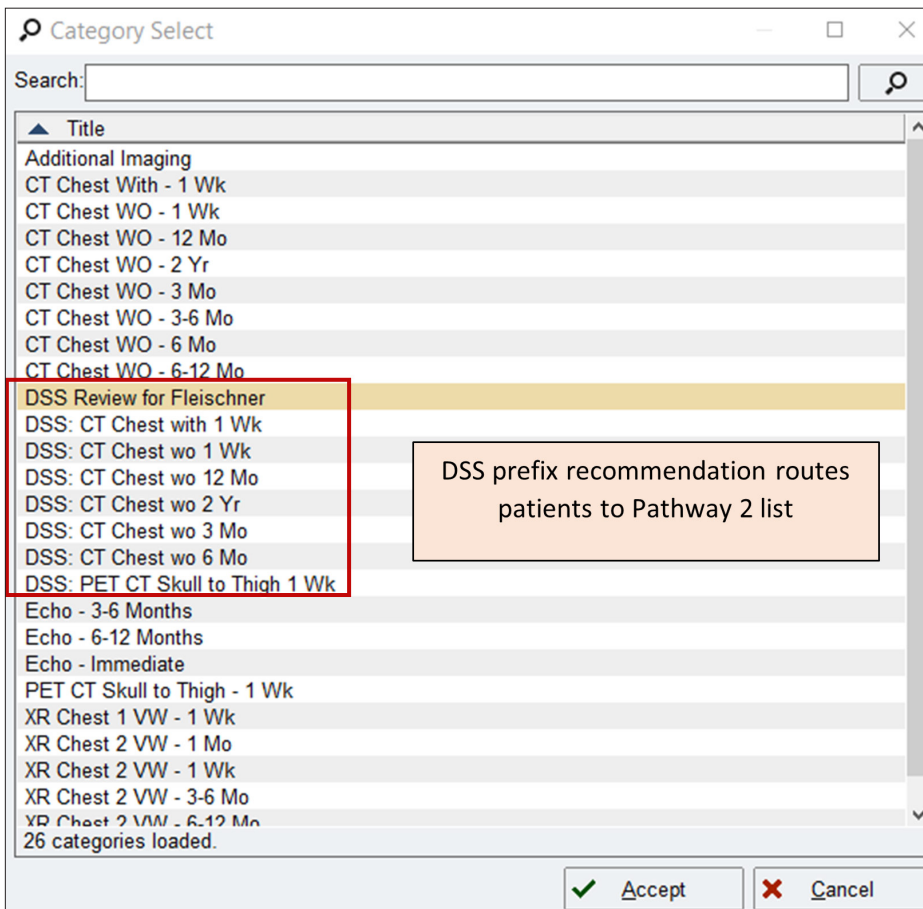 Category Select
Search:
Title
Additional Imaging
CT Chest With - 1 Wk
CT Chest WO - 1 Wk
CT Chest WO - 12 Mo
CT Chest WO - 2 Yr
CT Chest WO - 3 Mo
CT Chest WO - 3-6 Mo
CT Chest WO - 6 Mo
CT Chest WO - 6-12 Mo
DSS Review for Fleischner
DSS: CT Chest with 1 Wk
DSS: CT Chest wo 1 Wk
DSS: CT Chest wo 12 Mo
DSS: CT Chest wo 2 Yr
DSS: CT Chest wo 3 Mo
DSS: CT Chest wo 6 Mo
DSS: PET CT Skull to Thigh 1 Wk
DSS prefix recommendation routes
patients to Pathway 2 list
Echo - 3-6 Months
Echo - 6-12 Months
Echo - Immediate
PET CT Skull to Thigh - 1 Wk
XR Chest 1 VW - 1 Wk
XR Chest 2 VW - 1 Mo
XR Chest 2 VW - 1 Wk
XR Chest 2 VW - 3-6 Mo
XR Chest 2 VW - 6-12 Mo
26 categories loaded.
Accept
Cancel